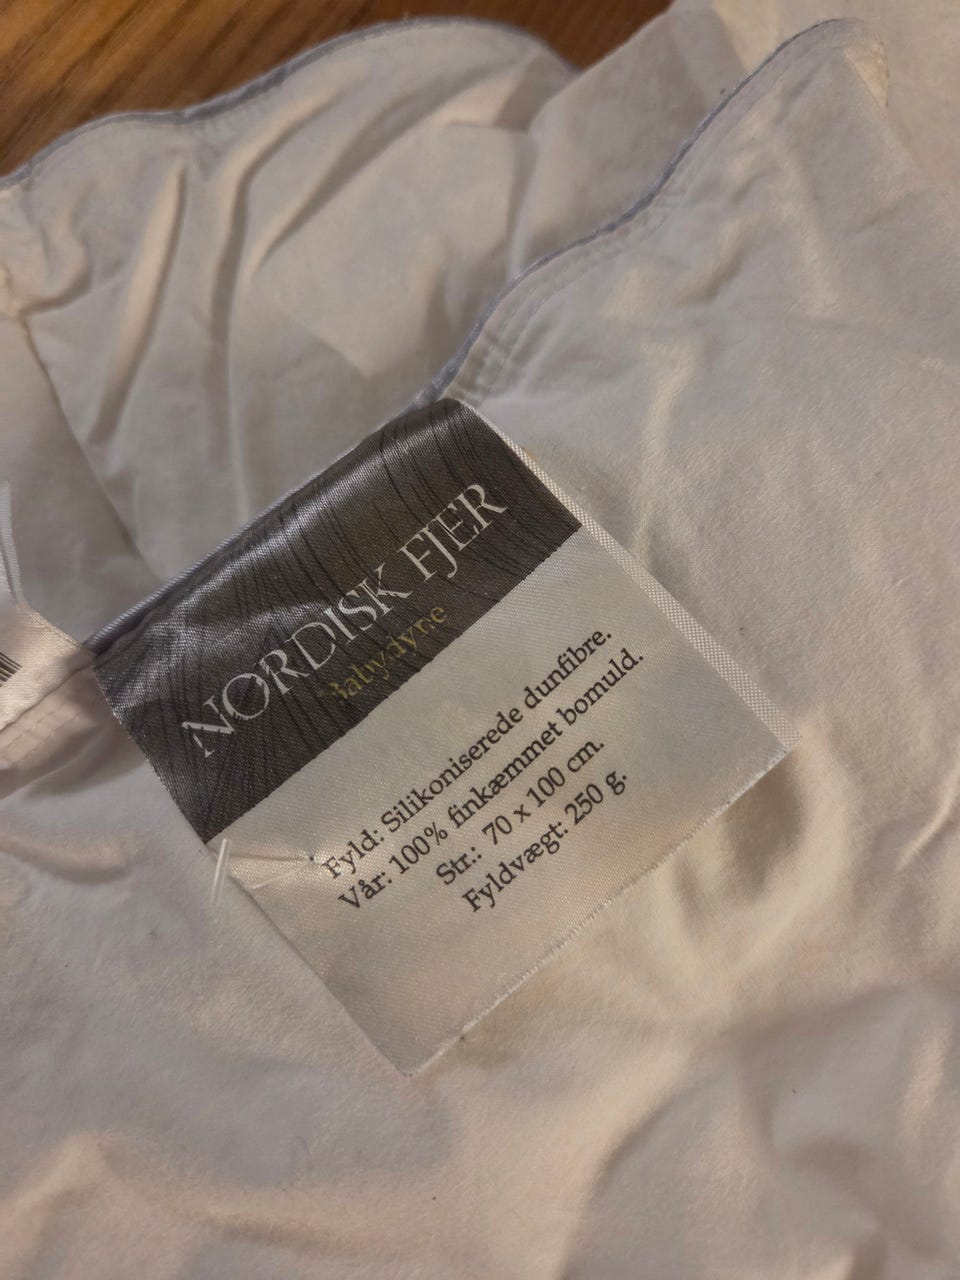 NORDISK FJER
Babydyne
Fyld: Silikoniserede dunfibre.
Vår: 100% finkæmmet bomuld.
Str.: 70 x 100 cm.
Fyldvægt: 250 g.